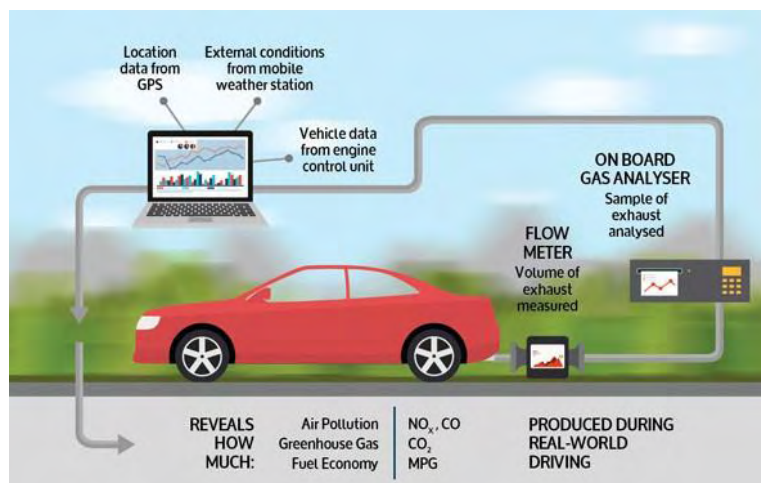 Location
data from
GPS
External conditions
from mobile
weather station
Vehicle data
from engine
control unit
ON BOARD
GAS ANALYSER
Sample of
exhaust
analysed
FLOW
METER
Volume of
exhaust
measured
REVEALS
HOW
MUCH:
Air Pollution
Greenhouse Gas
Fuel Economy
NOₓ, CO
CO₂
MPG
PRODUCED DURING
REAL-WORLD
DRIVING